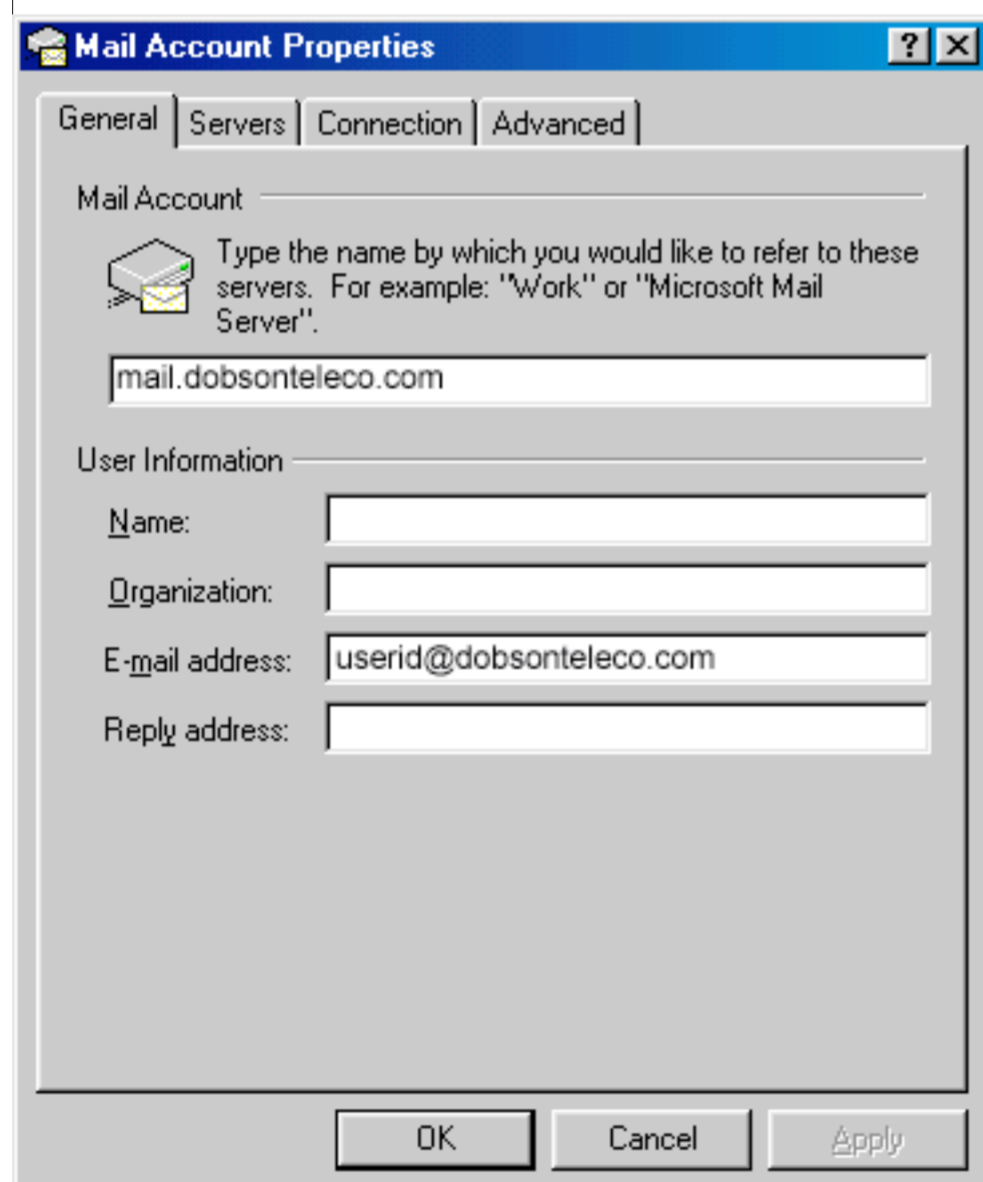 Mail Account Properties
General Servers Connection Advanced
Mail Account
Type the name by which you would like to refer to these
servers. For example: "Work" or "Microsoft Mail
Server".
mail.dobsonteleco.com
User Information
Name:
Organization:
E-mail address: userid@dobsonteleco.com
Reply address:
OK Cancel Apply